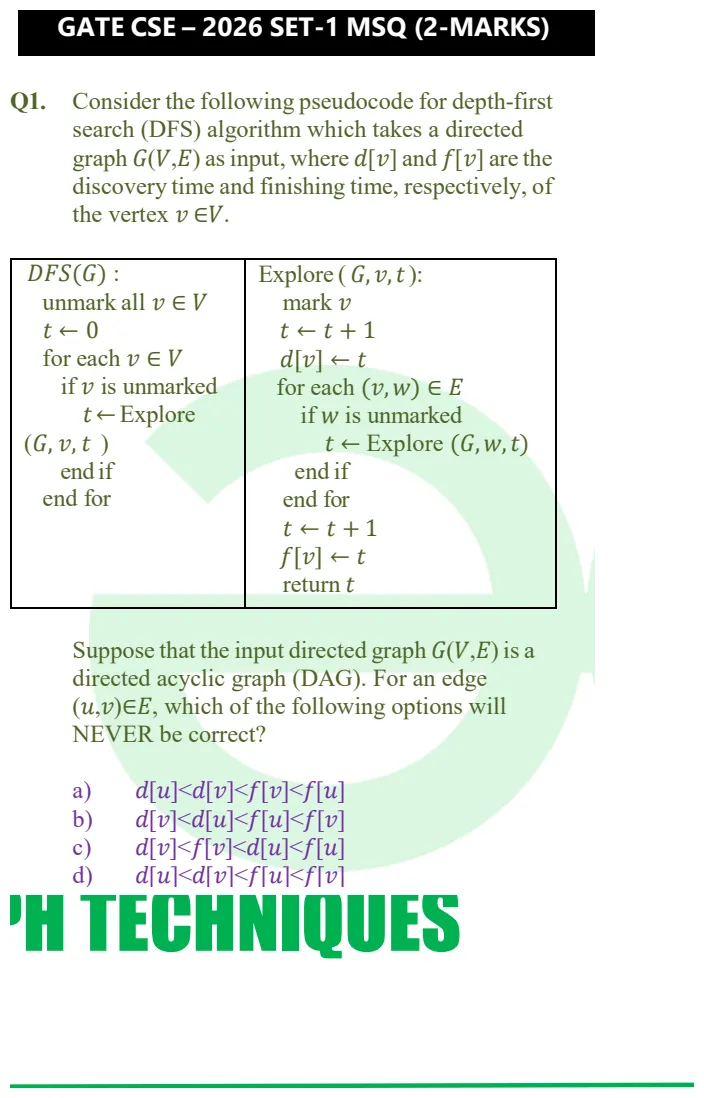 GATE CSE – 2026 SET-1 MSQ (2-MARKS)
Q1. Consider the following pseudocode for depth-first
search (DFS) algorithm which takes a directed
graph G(V,E) as input, where d[v] and f[v] are the
discovery time and finishing time, respectively, of
the vertex v ∈V.
DFS(G) :
unmark all v ∈ V
t ← 0
for each v ∈ V
if v is unmarked
t ← Explore
(G, v, t )
end if
end for
Explore ( G, v, t ):
mark v
t ← t + 1
d[v] ← t
for each (v, w) ∈ E
if w is unmarked
t ← Explore (G, w, t)
end if
end for
t ← t + 1
f[v] ← t
return t
Suppose that the input directed graph G(V,E) is a
directed acyclic graph (DAG). For an edge
(u,v)∈E, which of the following options will
NEVER be correct?
a) d[u]<d[v]<f[v]<f[u]
b) d[v]<d[u]<f[u]<f[v]
c) d[v]<f[v]<d[u]<f[u]
d) d[u]<d[v]<f[u]<f[v]
PH TECHNIQUES